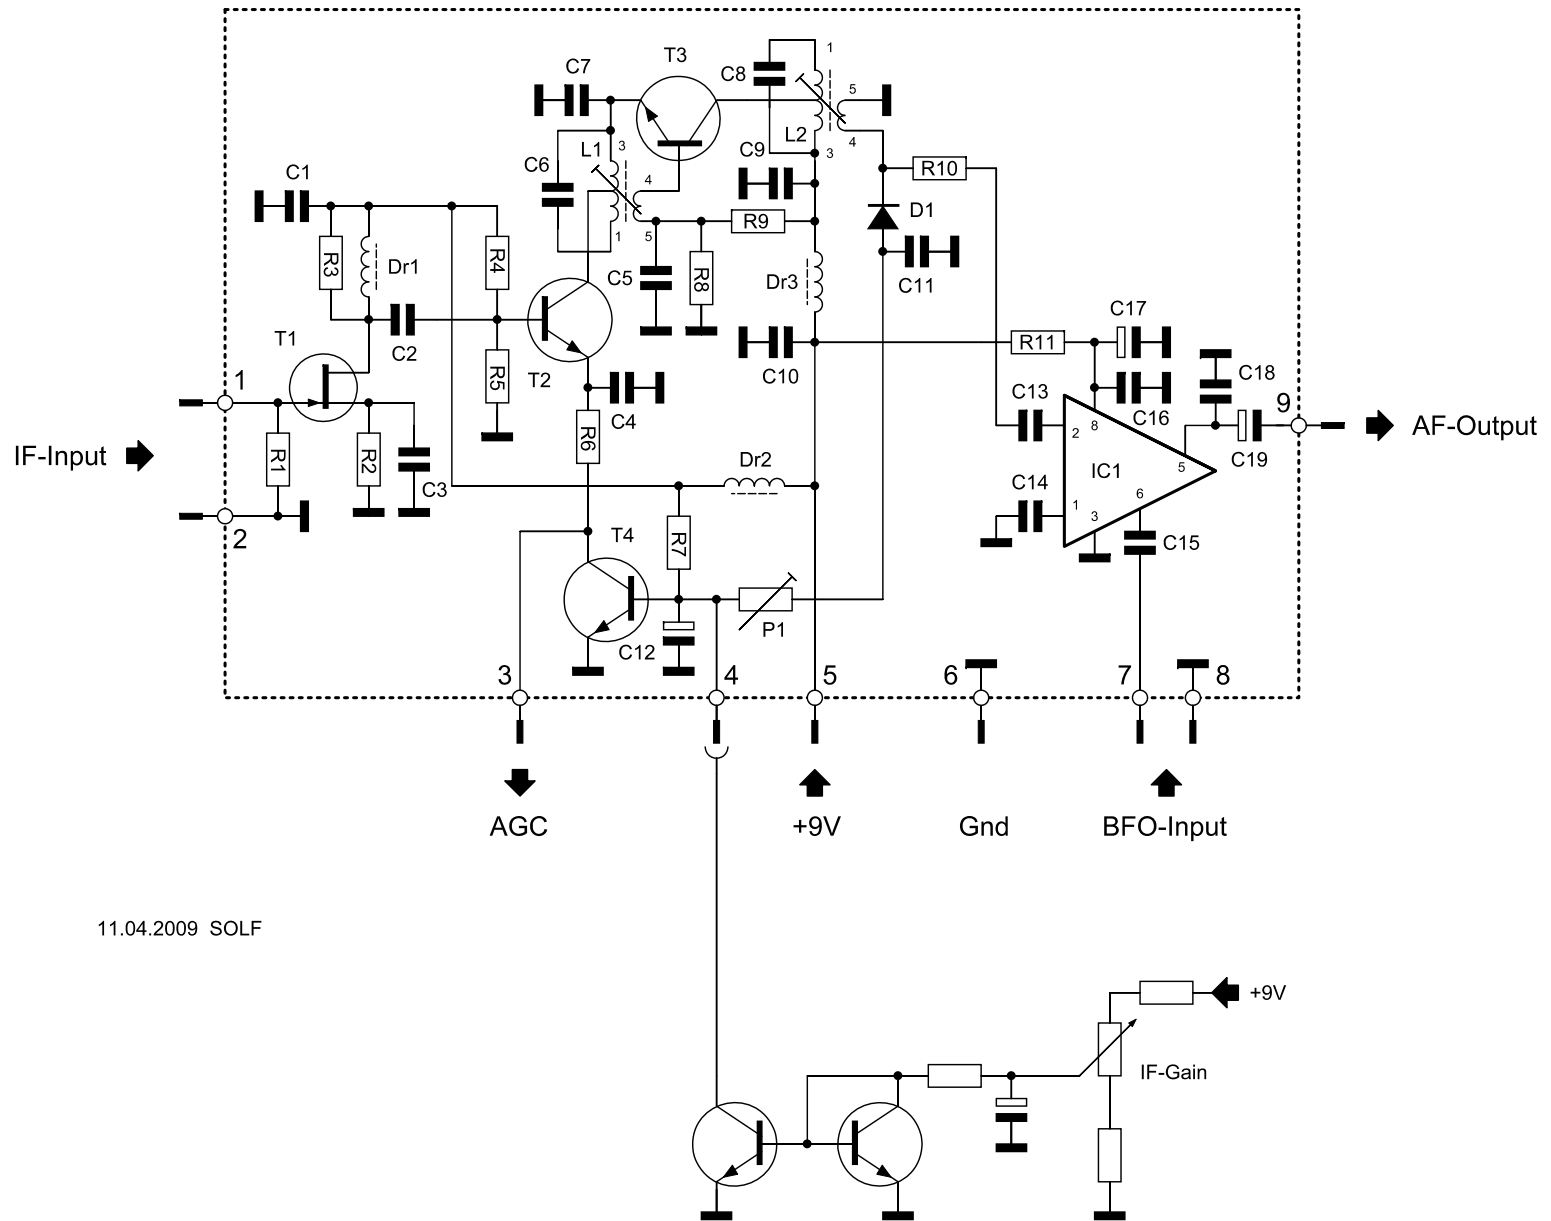 T3
1
C7
C8
5
L2
4
3
C9
3
L1
C6
4
C1
R10
1
5
R9
D1
R3
Dr1
R4
C5
R8
Dr3
C11
C17
T1
C2
R11
T2
C10
R5
1
C4
C13
C16
C18
9
2
8
AF-Output
R6
IF-Input
R1
R2
C3
Dr2
IC1
5
C19
C14
6
1
3
2
T4
R7
C15
C12
P1
3
4
5
6
7
8
AGC
+9V
Gnd
BFO-Input
11.04.2009 SOLF
+9V
IF-Gain